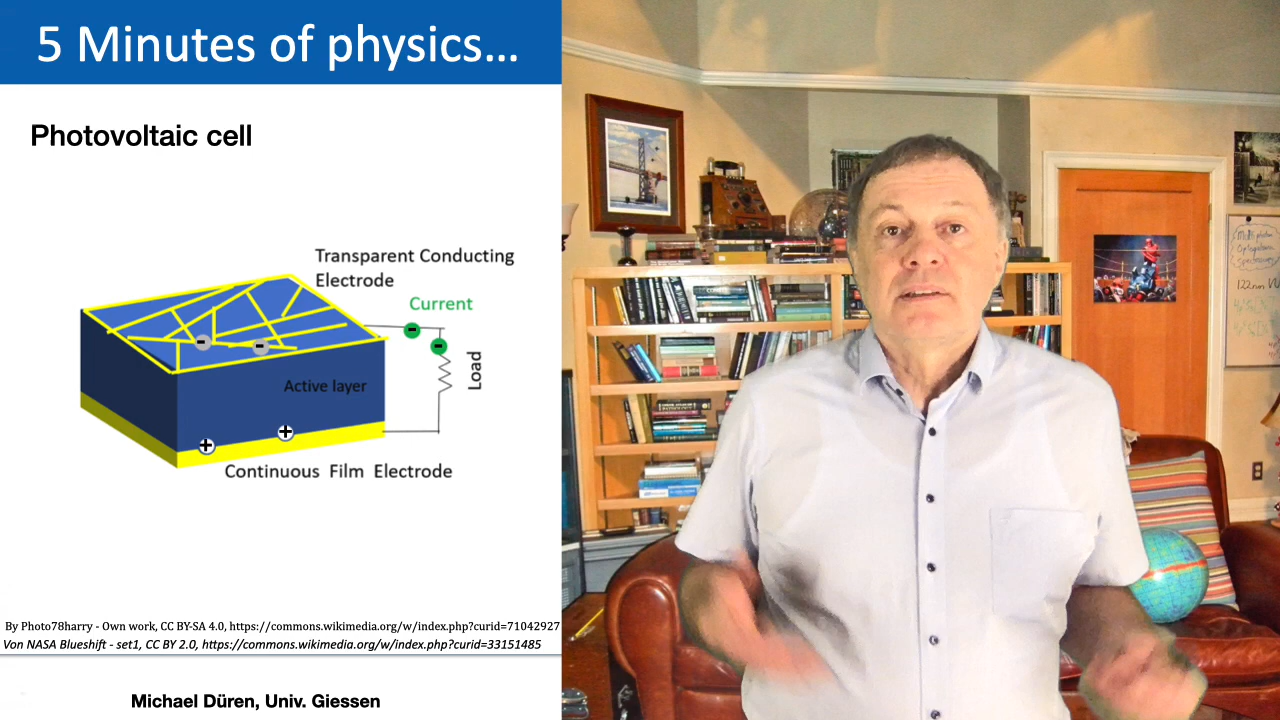 5 Minutes of physics...
Photovoltaic cell
Transparent Conducting
Electrode
Current
Load
Active layer
Continuous Film Electrode
By Photo78harry - Own work, CC BY-SA 4.0, https://commons.wikimedia.org/w/index.php?curid=71042927
Von NASA Blueshift - set1, CC BY 2.0, https://commons.wikimedia.org/w/index.php?curid=33151485
Michael Düren, Univ. Giessen
122nm